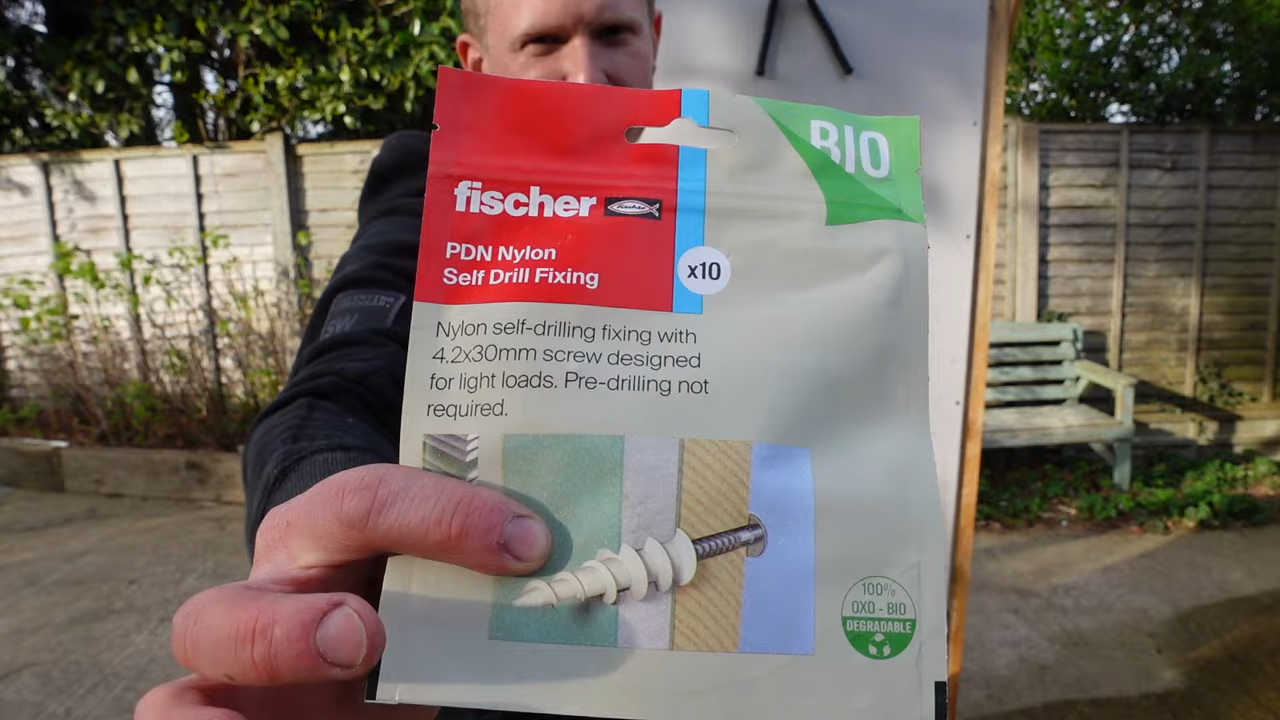 BIO
fischer
fischer
PDN Nylon
Self Drill Fixing
x10
Nylon self-drilling fixing with
4.2x30mm screw designed
for light loads. Pre-drilling not
required.
100%
OXO - BIO
DEGRADABLE